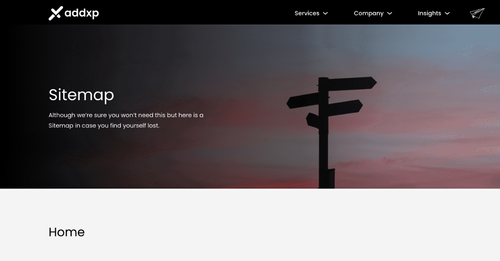 addxp
Services
Company
Insights
Sitemap
Although we're sure you won't need this but here is a
Sitemap in case you find yourself lost.
Home